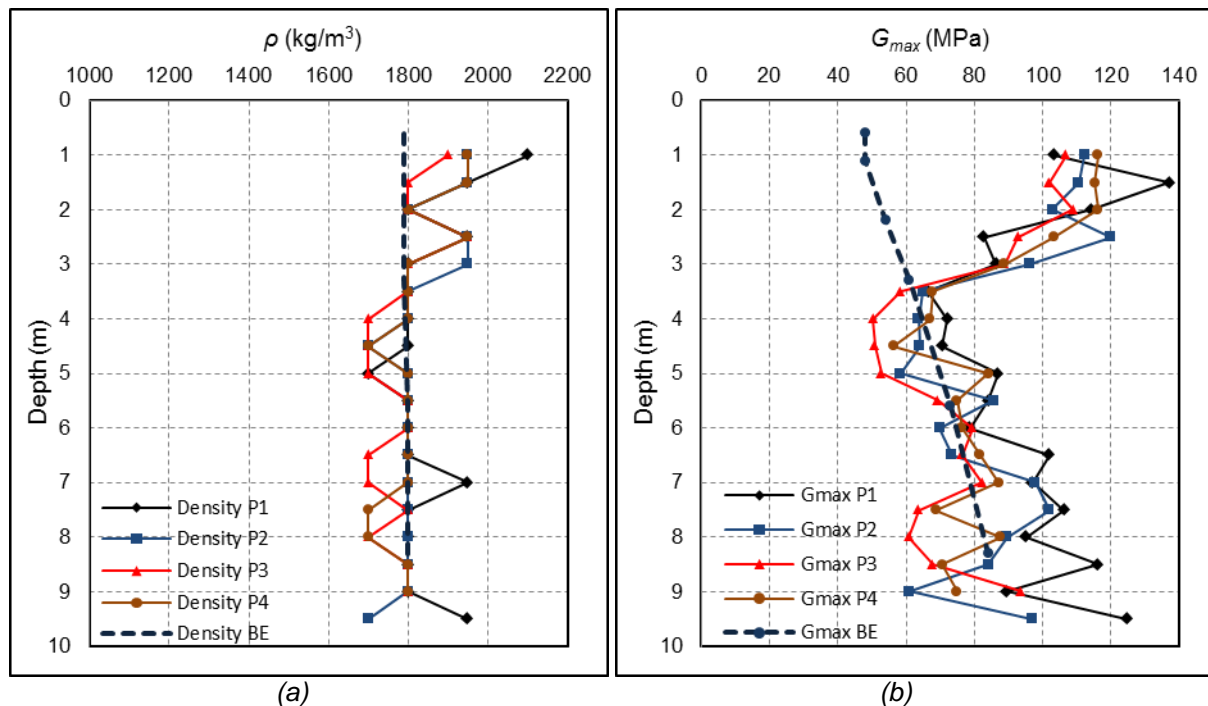 ρ (kg/m³)
1000 1200 1400 1600 1800 2000 2200
0
1
2
3
4
5
6
7
8
9
10
Depth (m)
Density P1
Density P2
Density P3
Density P4
Density BE
(a)
Gmax (MPa)
0 20 40 60 80 100 120 140
0
1
2
3
4
5
6
7
8
9
10
Depth (m)
Gmax P1
Gmax P2
Gmax P3
Gmax P4
Gmax BE
(b)